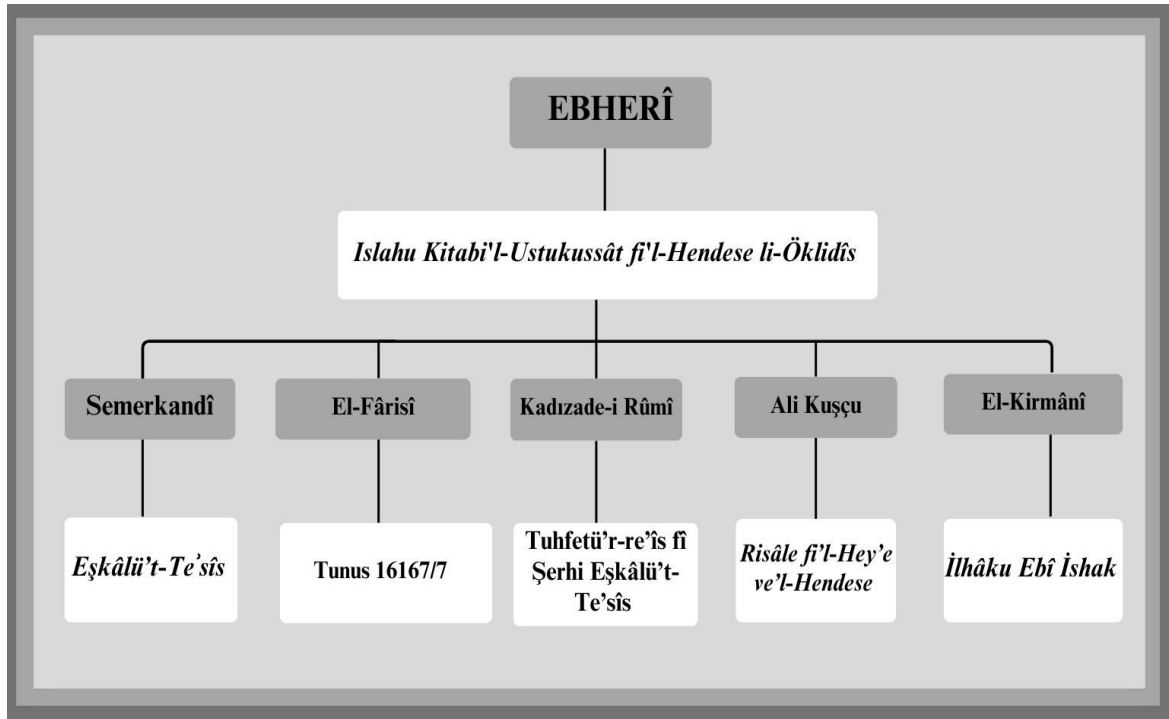 EBHERÎ
Islahu Kitabi'l-Ustukussât fi'l-Hendese li-Öklidîs
Semerkandî
El-Fârisî
Kadızade-i Rûmî
Ali Kuşçu
El-Kirmânî
Eşkâlü’t-Te’sîs
Tunus 16167/7
Tuhfetü’r-re’îs fî
Şerhi Eşkâlü’t-
Te’sîs
Risâle fi’l-Hey’e
ve’l-Hendese
İlhâku Ebî İshak